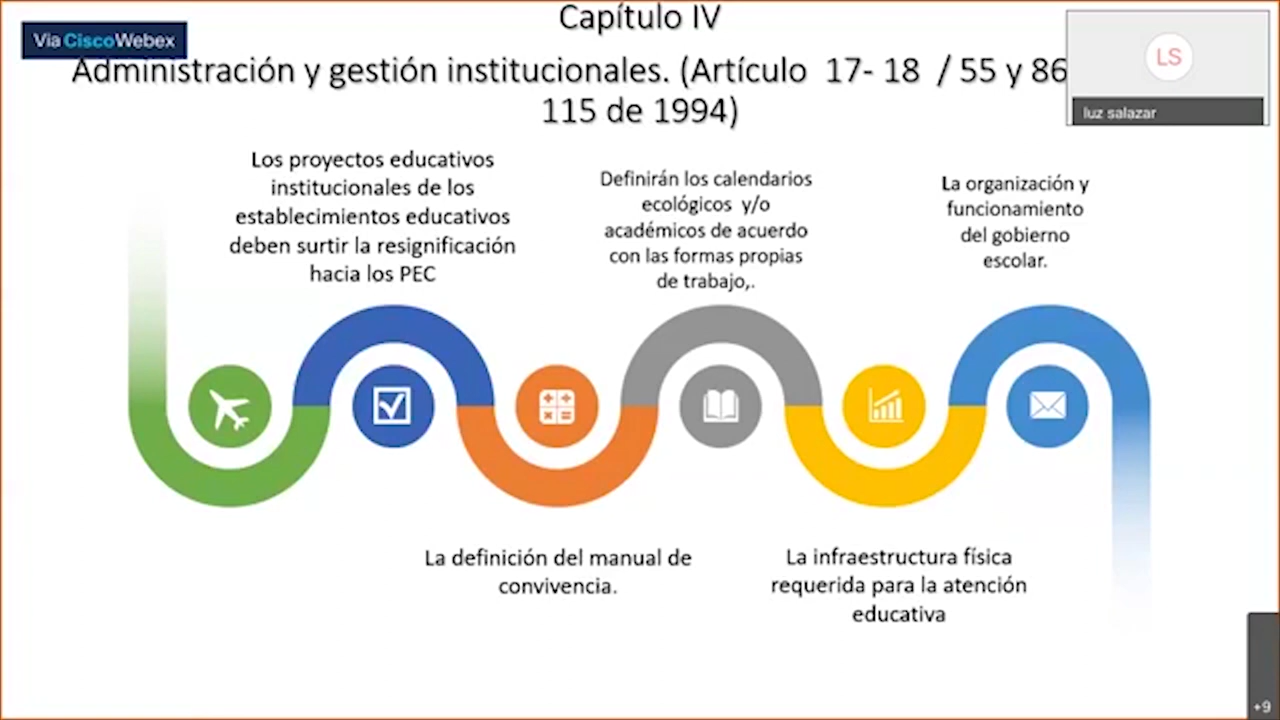 Capítulo IV
Vía CiscoWebex
Administración y gestión institucionales. (Artículo 17- 18 / 55 y 86
115 de 1994)
LS
luz salazar
Los proyectos educativos
institucionales de los
establecimientos educativos
deben surtir la resignificación
hacia los PEC
Definirán los calendarios
ecológicos y/o
académicos de acuerdo
con las formas propias
de trabajo,.
La organización y
funcionamiento
del gobierno
escolar.
La definición del manual de
convivencia.
La infraestructura física
requerida para la atención
educativa
+9